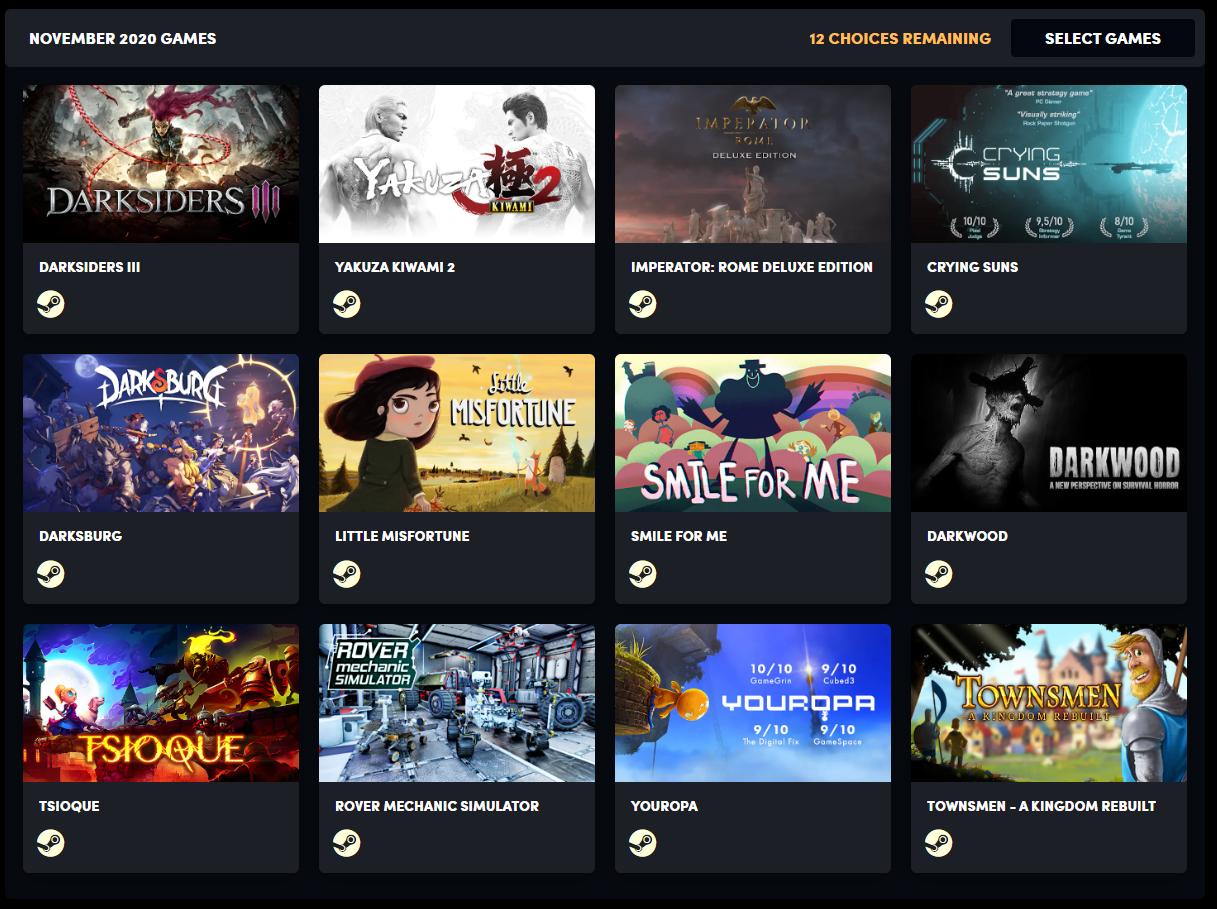 NOVEMBER 2020 GAMES
12 CHOICES REMAINING
SELECT GAMES
DARKSIDERS III
YAKUZA 極 2
KIWAMI
IMPERATOR
ROME
DELUXE EDITION
"A great strategy game"
PC Gamer
"Visually striking"
Rock Paper Shotgun
CRYING
SUNS
10/10
Pixel
Judge
9,5/10
Strategy
Informer
8/10
Game
Tyrant
DARKSIDERS III
YAKUZA KIWAMI 2
IMPERATOR: ROME DELUXE EDITION
CRYING SUNS
DARKSBURG
Little
MISFORTUNE
SMILE FOR ME
DARKWOOD
A NEW PERSPECTIVE ON SURVIVAL HORROR
DARKSBURG
LITTLE MISFORTUNE
SMILE FOR ME
DARKWOOD
TSIOQUE
ROVER
mechanic
SIMULATOR
10/10
GameGrin
9/10
Cubed3
YOUROPA
9/10
The Digital Fix
9/10
GameSpace
TOWNSMEN
A KINGDOM REBUILT
TSIOQUE
ROVER MECHANIC SIMULATOR
YOUROPA
TOWNSMEN - A KINGDOM REBUILT